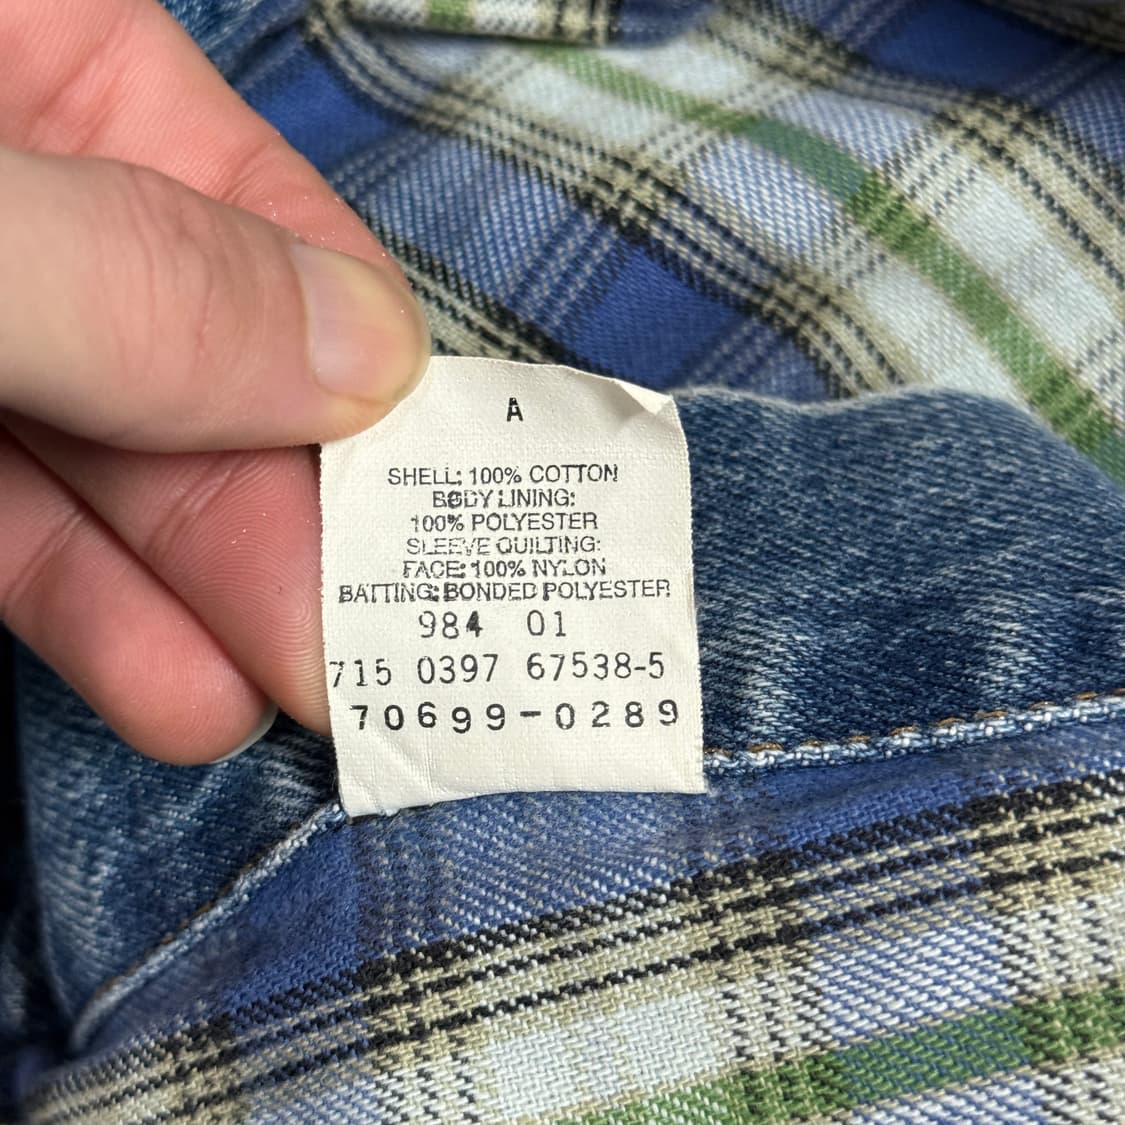 A
SHELL: 100% COTTON
BODY LINING:
100% POLYESTER
SLEEVE QUILTING:
FACE: 100% NYLON
BATTING: BONDED POLYESTER
984 01
715 0397 67538-5
70699-0289